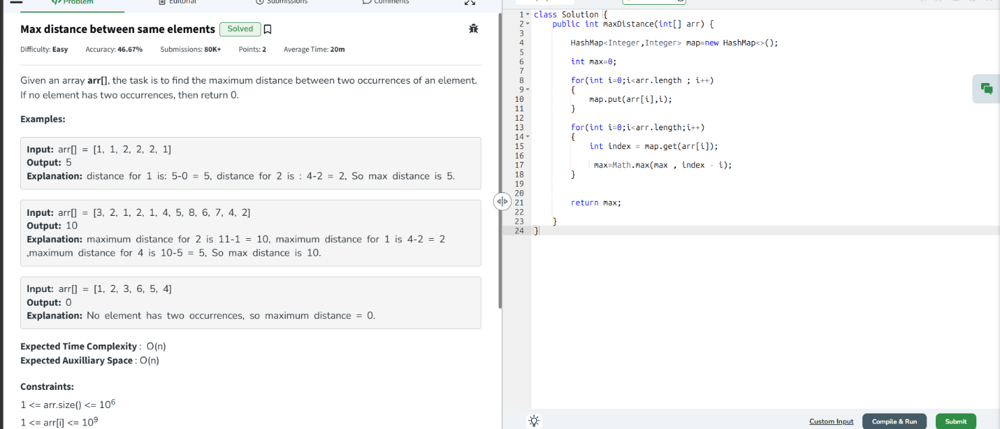 Problem
Editorial
Submissions
Comments
Max distance between same elements Solved
Difficulty: Easy Accuracy: 46.67% Submissions: 80K+ Points: 2 Average Time: 20m
Given an array arr[], the task is to find the maximum distance between two occurrences of an element.
If no element has two occurrences, then return 0.
Examples:
Input: arr[] = [1, 1, 2, 2, 2, 1]
Output: 5
Explanation: distance for 1 is: 5-0 = 5, distance for 2 is : 4-2 = 2, So max distance is 5.
Input: arr[] = [3, 2, 1, 2, 1, 4, 5, 8, 6, 7, 4, 2]
Output: 10
Explanation: maximum distance for 2 is 11-1 = 10, maximum distance for 1 is 4-2 = 2
,maximum distance for 4 is 10-5 = 5, So max distance is 10.
Input: arr[] = [1, 2, 3, 6, 5, 4]
Output: 0
Explanation: No element has two occurrences, so maximum distance = 0.
Expected Time Complexity : O(n)
Expected Auxilliary Space : O(n)
Constraints:
1 <= arr.size() <= 10⁶
1 <= arr[i] <= 10⁹
1 class Solution {
2 public int maxDistance(int[] arr) {
3
4 HashMap<Integer,Integer> map=new HashMap<>();
5
6 int max=0;
7
8 for(int i=0;i<arr.length ; i++)
9 {
10 map.put(arr[i],i);
11 }
12
13 for(int i=0;i<arr.length;i++)
14 {
15 int index = map.get(arr[i]);
16
17 max=Math.max(max , index - i);
18 }
19
20
21 return max;
22
23 }
24 }
Custom Input Compile & Run Submit